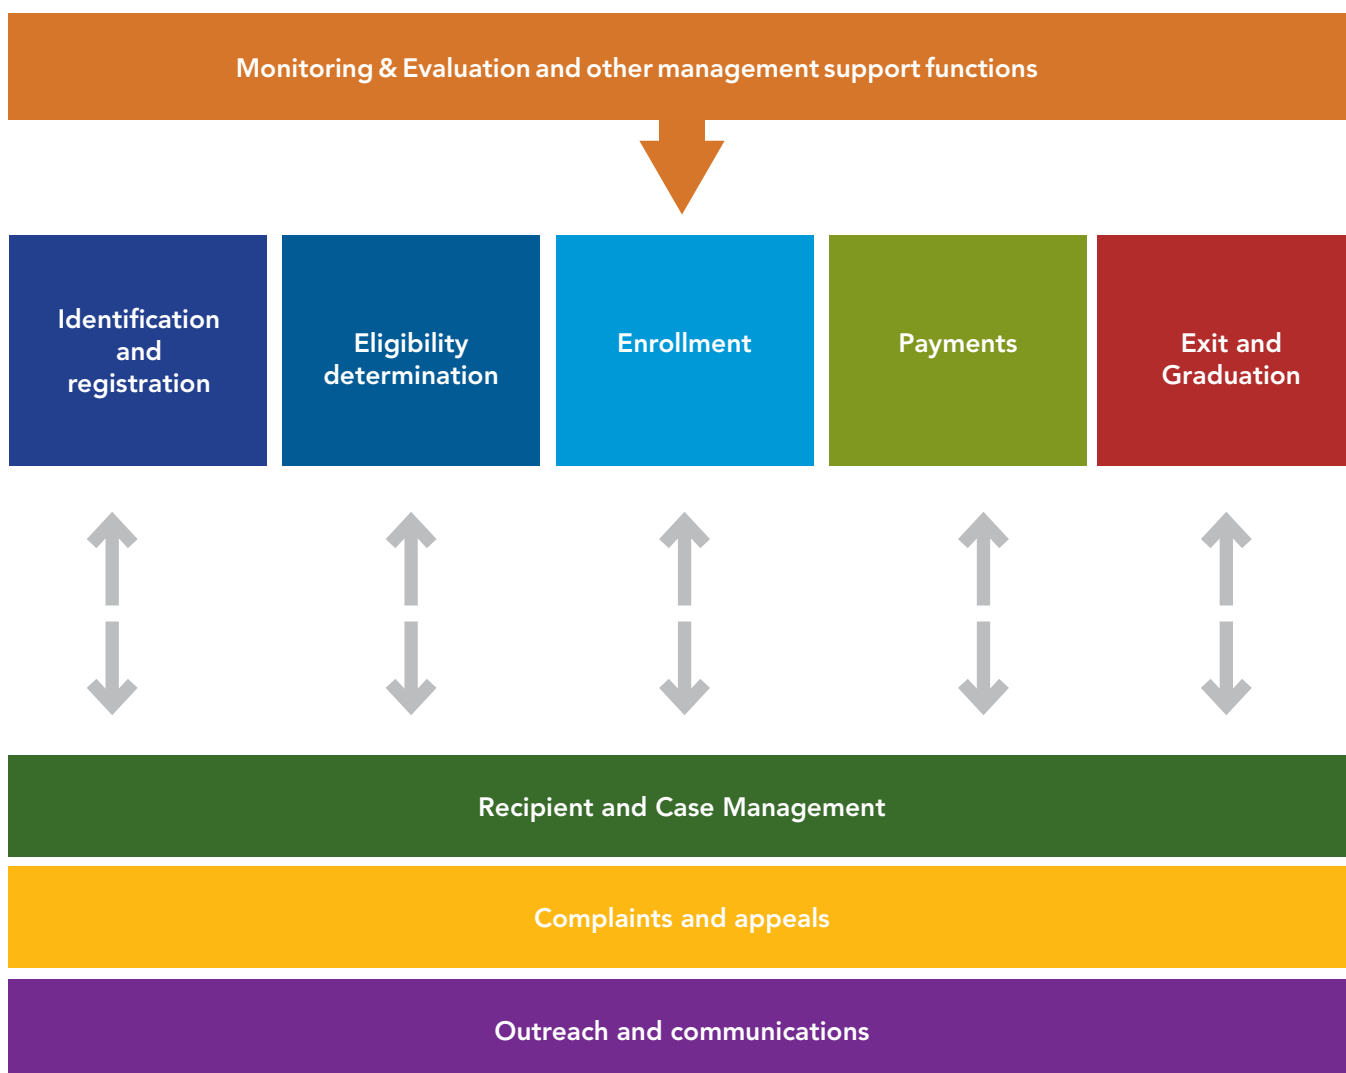 Monitoring & Evaluation and other management support functions
Identification
and
registration
Eligibility
determination
Enrollment
Payments
Exit and
Graduation
Recipient and Case Management
Complaints and appeals
Outreach and communications